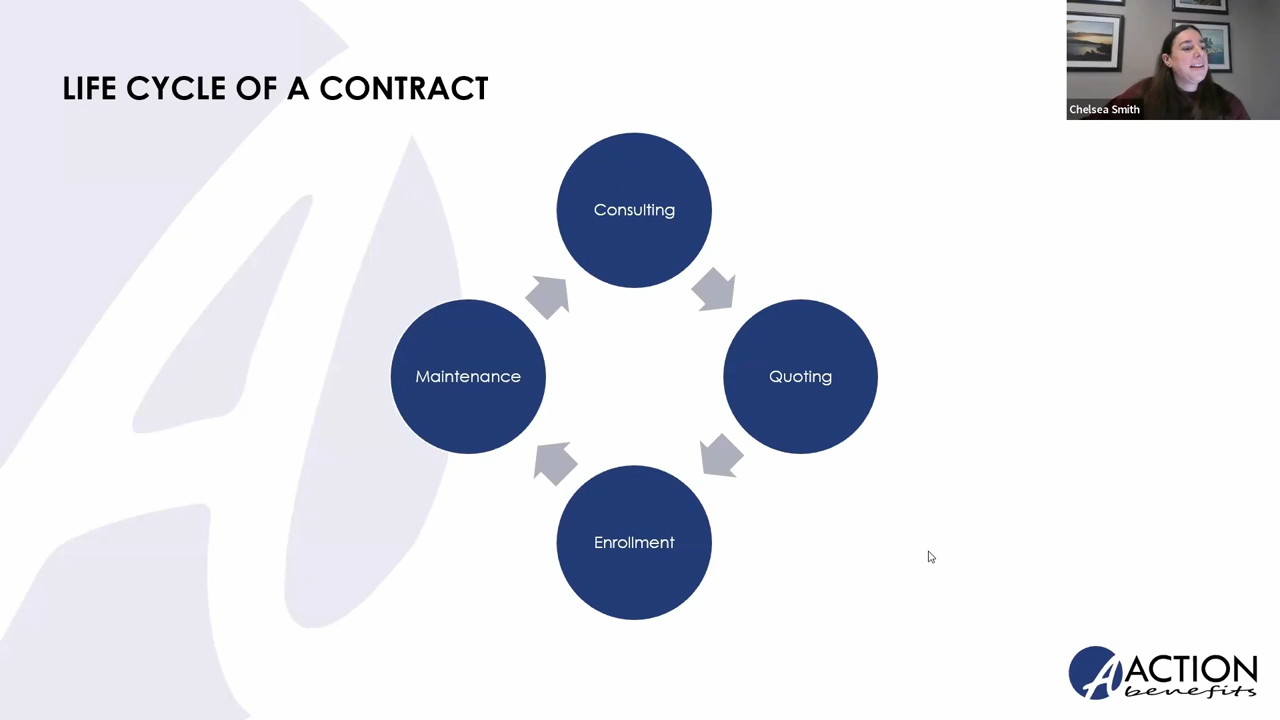 LIFE CYCLE OF A CONTRACT
Chelsea Smith
Consulting
Maintenance
Quoting
Enrollment
A ACTION
benefits